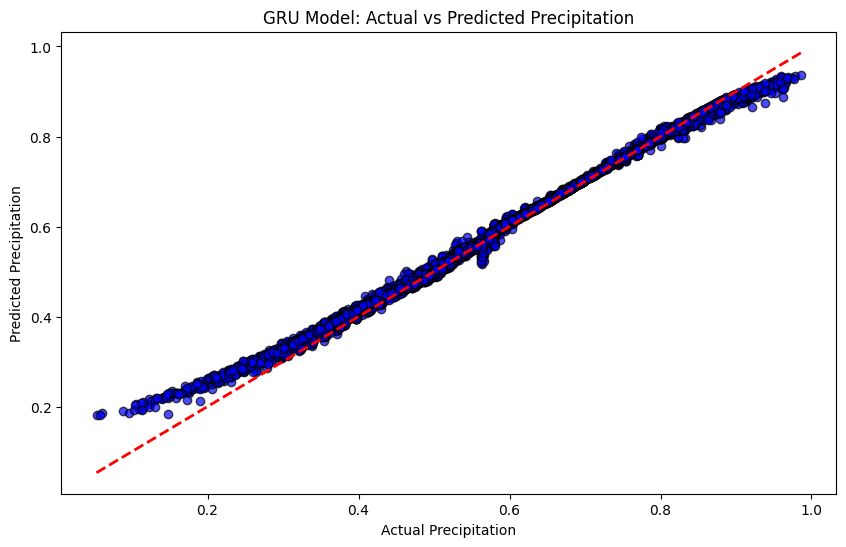 GRU Model: Actual vs Predicted Precipitation
1.0
0.8
0.6
0.4
0.2
Predicted Precipitation
0.2 0.4 0.6 0.8 1.0
Actual Precipitation